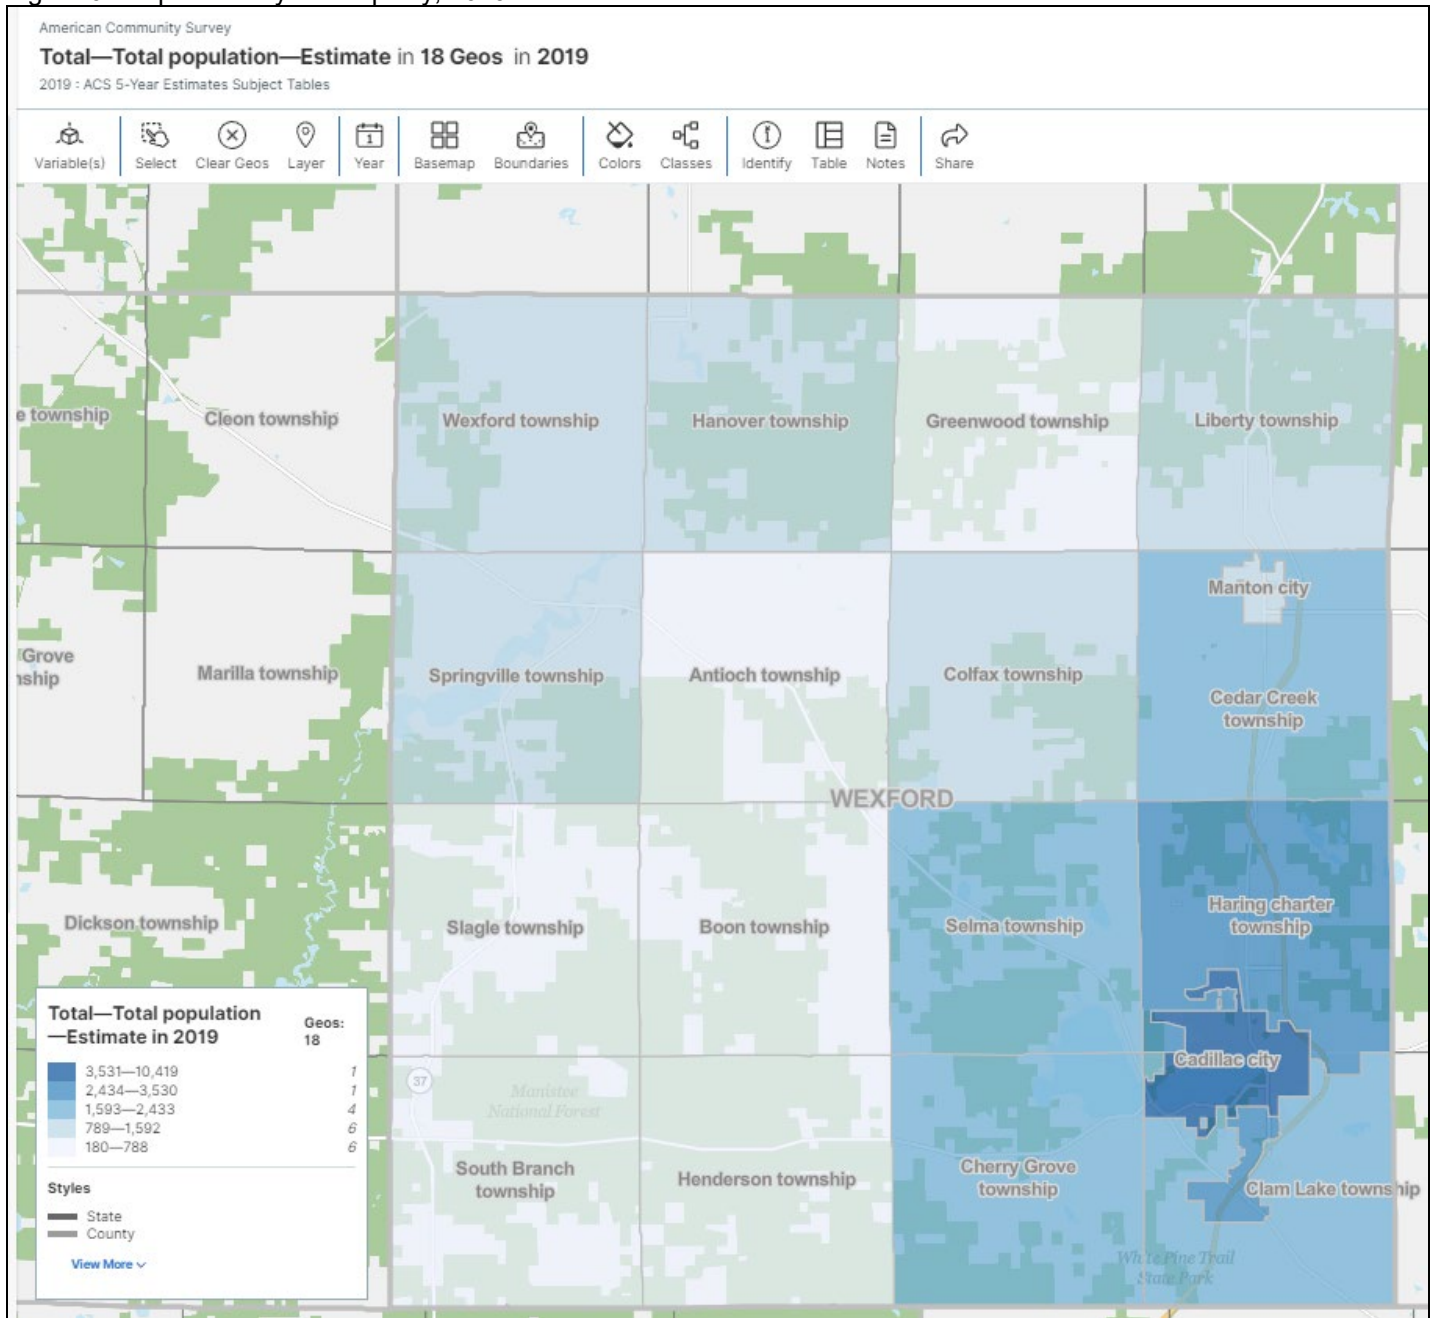 American Community Survey
Total—Total population—Estimate in 18 Geos in 2019
2019 : ACS 5-Year Estimates Subject Tables
Variable(s) Select Clear Geos Layer 1 Year Basemap Boundaries Colors Classes Identify Table Notes Share
e township
Cleon township
Wexford township
Hanover township
Greenwood township
Liberty township
Manton city
Grove
nship
Marilla township
Springville township
Antioch township
Colfax township
Cedar Creek
township
WEXFORD
Dickson township
Slagle township
Boon township
Selma township
Haring charter
township
Cadillac city
37
Manistee
National Forest
South Branch
township
Henderson township
Cherry Grove
township
Clam Lake township
White Pine Trail
State Park
Total—Total population
—Estimate in 2019
Geos:
18
3,531—10,419 1
2,434—3,530 1
1,593—2,433 4
789—1,592 6
180—788 6
Styles
State
County
View More